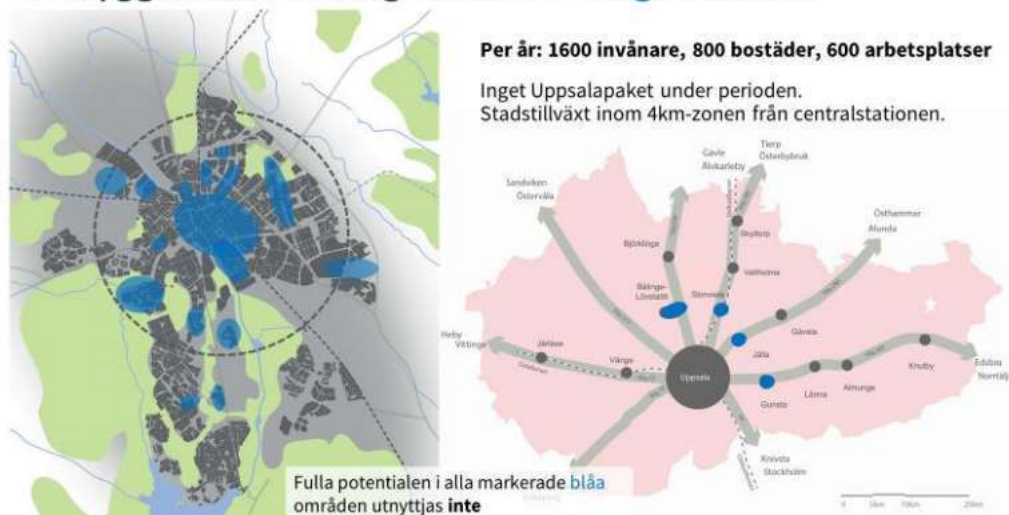 Per år: 1600 invånare, 800 bostäder, 600 arbetsplatser
Inget Uppsalapaket under perioden.
Stadstillväxt inom 4km-zonen från centralstationen.
Tierp
Österbybruk
Gävle
Älvkarleby
Sandviken
Östervåla
Östhammar
Alunda
Skyttorp
Björklinge
Vattholma
Bälinge-
Lövstalöt
Storvreta
Gåvsta
Heby
Vittinge
Järlåsa
Vänge
Jälla
Uppsala
Knutby
Edsbro
Norrtälje
Gunsta
Länna
Almunge
Knivsta
Stockholm
Fulla potentialen i alla markerade blåa
områden utnyttjas inte